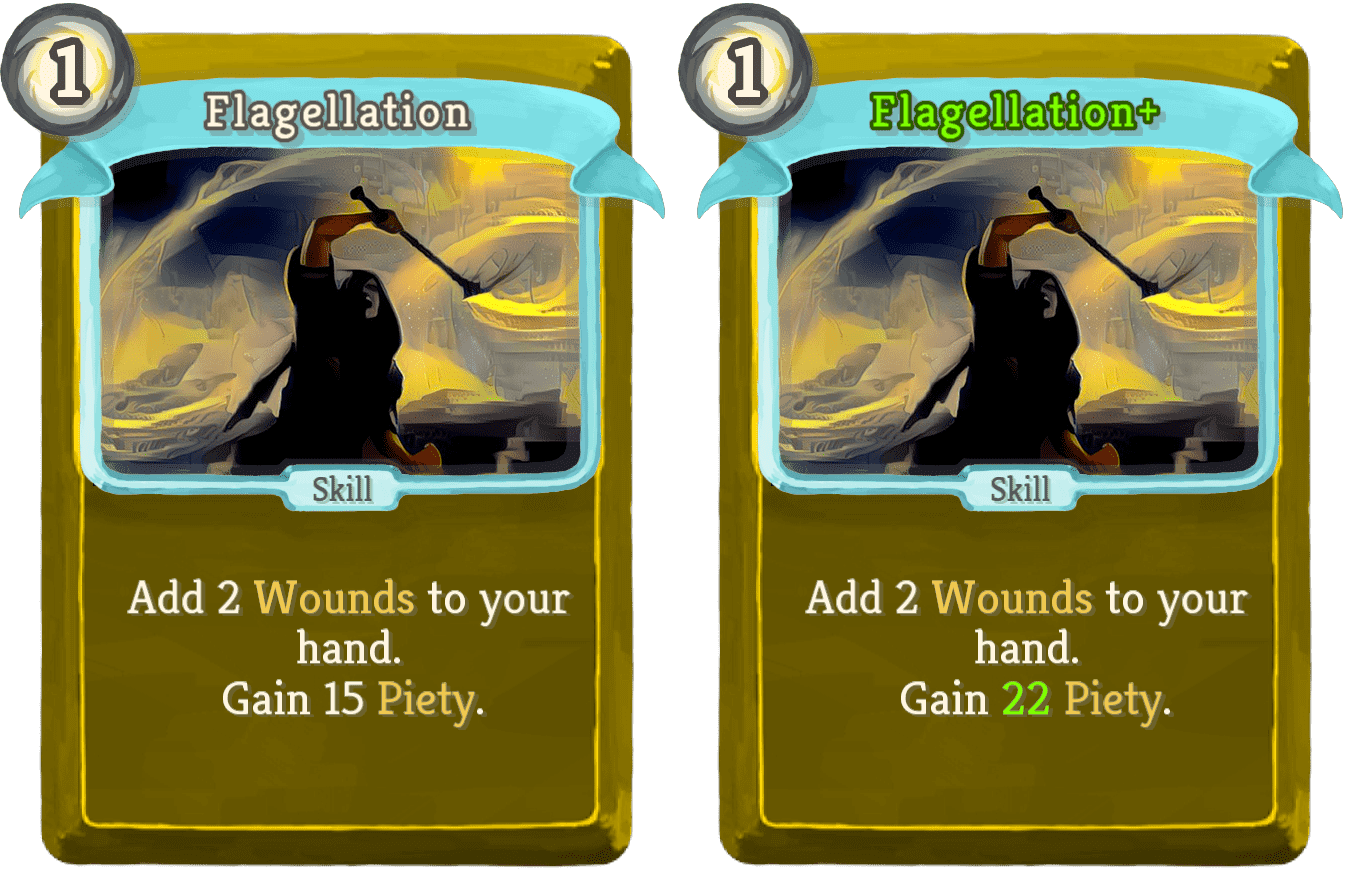 1
Flagellation
Skill
Add 2 Wounds to your
hand.
Gain 15 Piety.
1
Flagellation+
Skill
Add 2 Wounds to your
hand.
Gain 22 Piety.